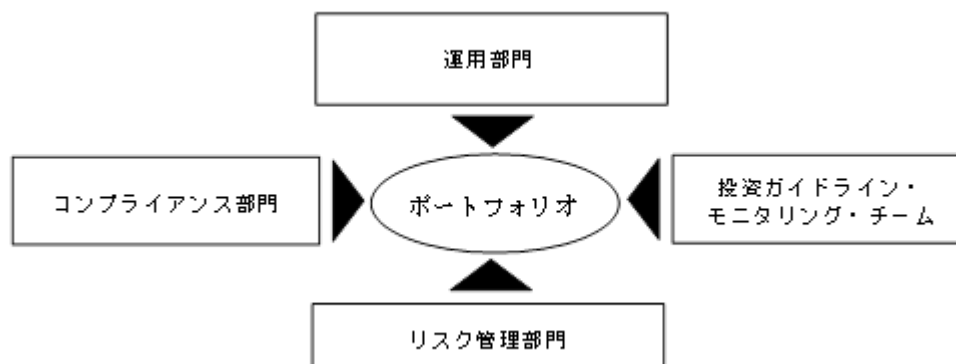 運用部門
コンプライアンス部門
ポートフォリオ
投資ガイドライン・
モニタリング・チーム
リスク管理部門